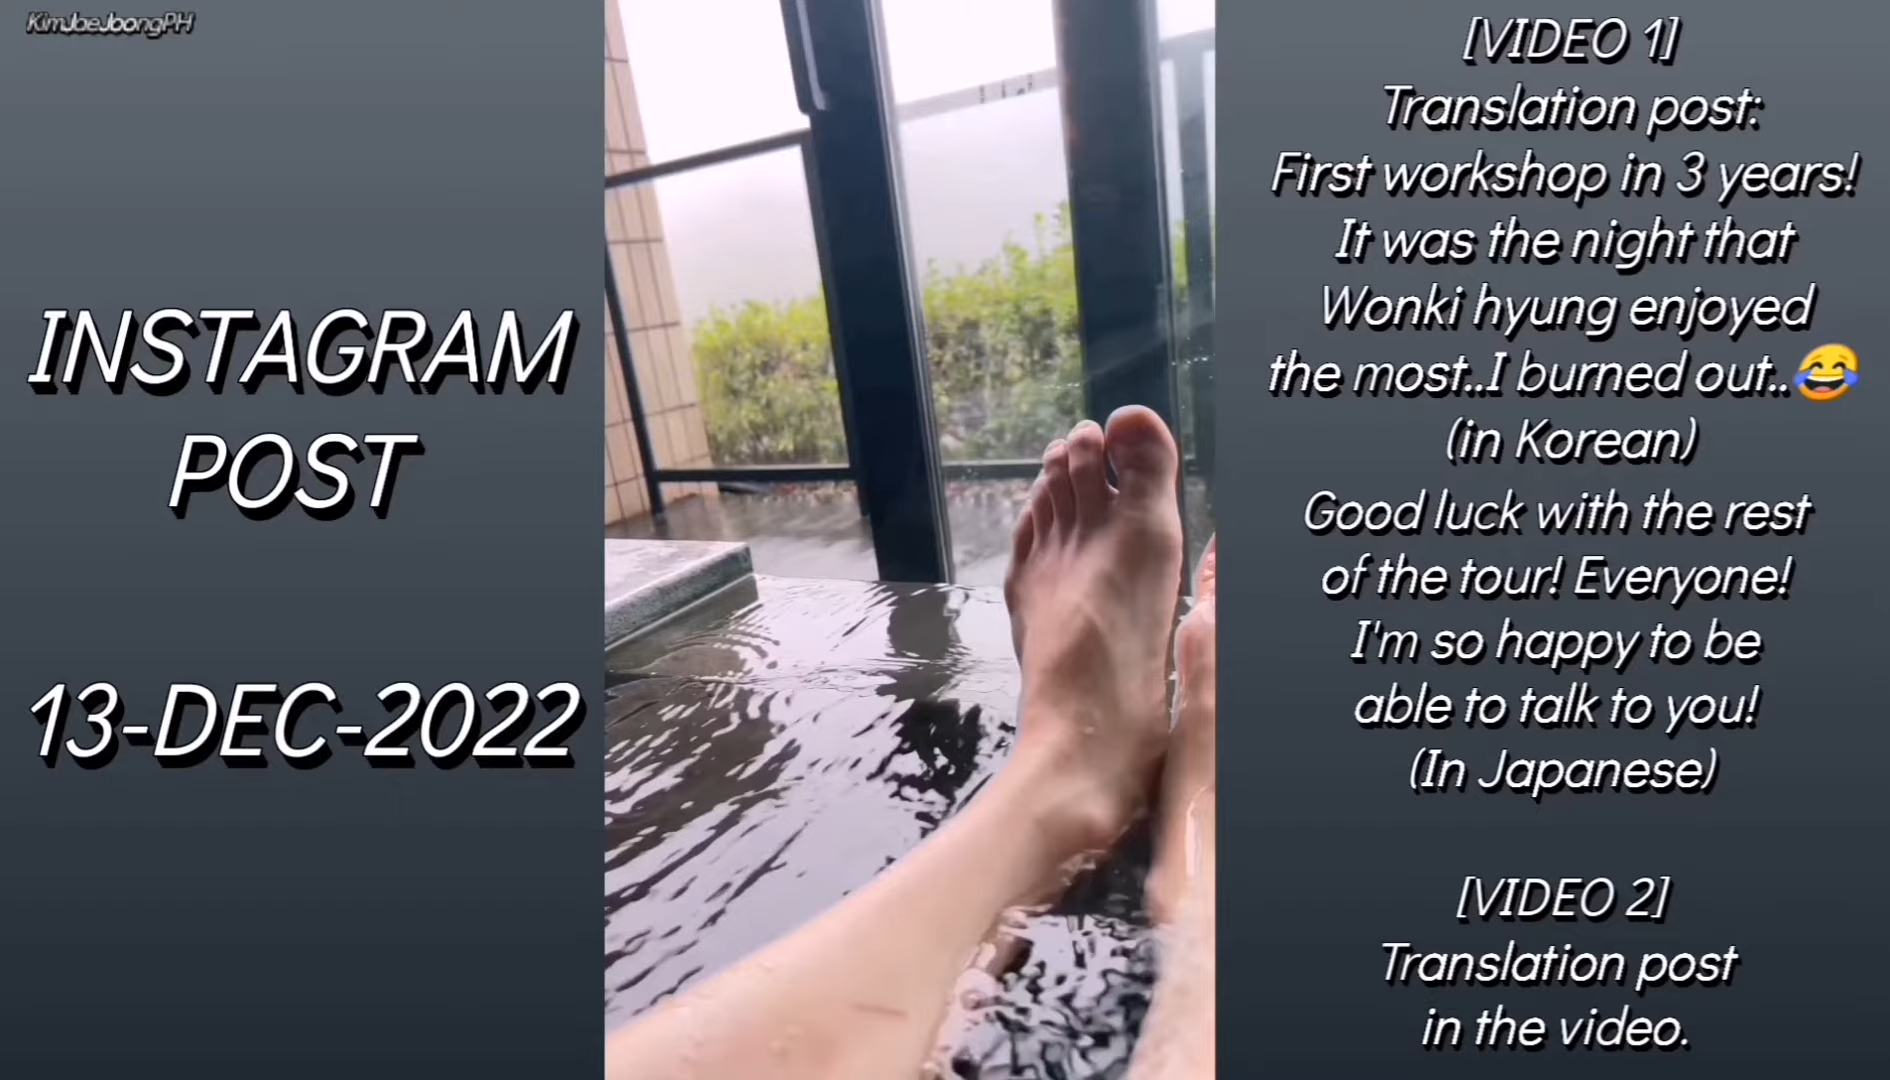 KimJaeJoongPH
INSTAGRAM
POST
13-DEC-2022
[VIDEO 1]
Translation post:
First workshop in 3 years!
It was the night that
Wonki hyung enjoyed
the most..I burned out..😂
(in Korean)
Good luck with the rest
of the tour! Everyone!
I'm so happy to be
able to talk to you!
(In Japanese)
[VIDEO 2]
Translation post
in the video.